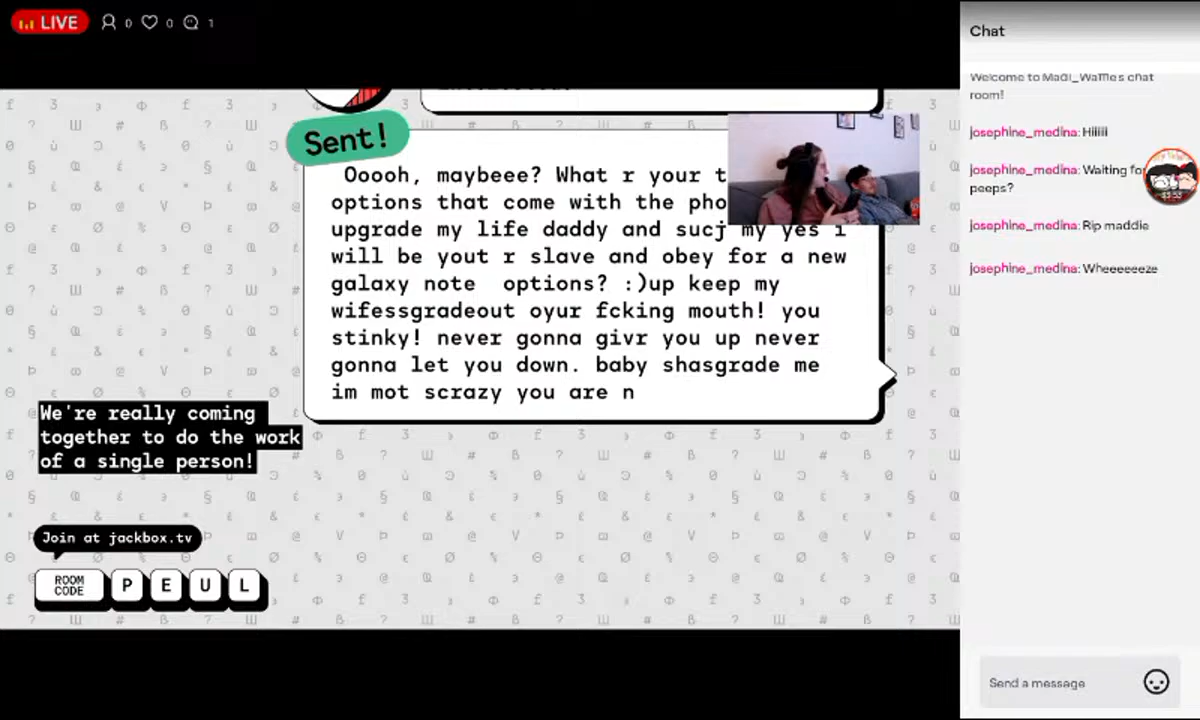 LIVE 0 0 1
Sent!
Ooooh, maybeee? What r your t
options that come with the pho
upgrade my life daddy and sucj my yes i
will be yout r slave and obey for a new
galaxy note options? :)up keep my
wifessgradeout oyur fcking mouth! you
stinky! never gonna givr you up never
gonna let you down. baby shasgrade me
im mot scrazy you are n
We're really coming
together to do the work
of a single person!
Join at jackbox.tv
ROOM
CODE
P E U L
Chat
Welcome to Madi_Waffle's chat
room!
josephine_medina: Hiiiiii
josephine_medina: Waiting for
peeps?
josephine_medina: Rip maddie
josephine_medina: Wheeeeeeze
Send a message